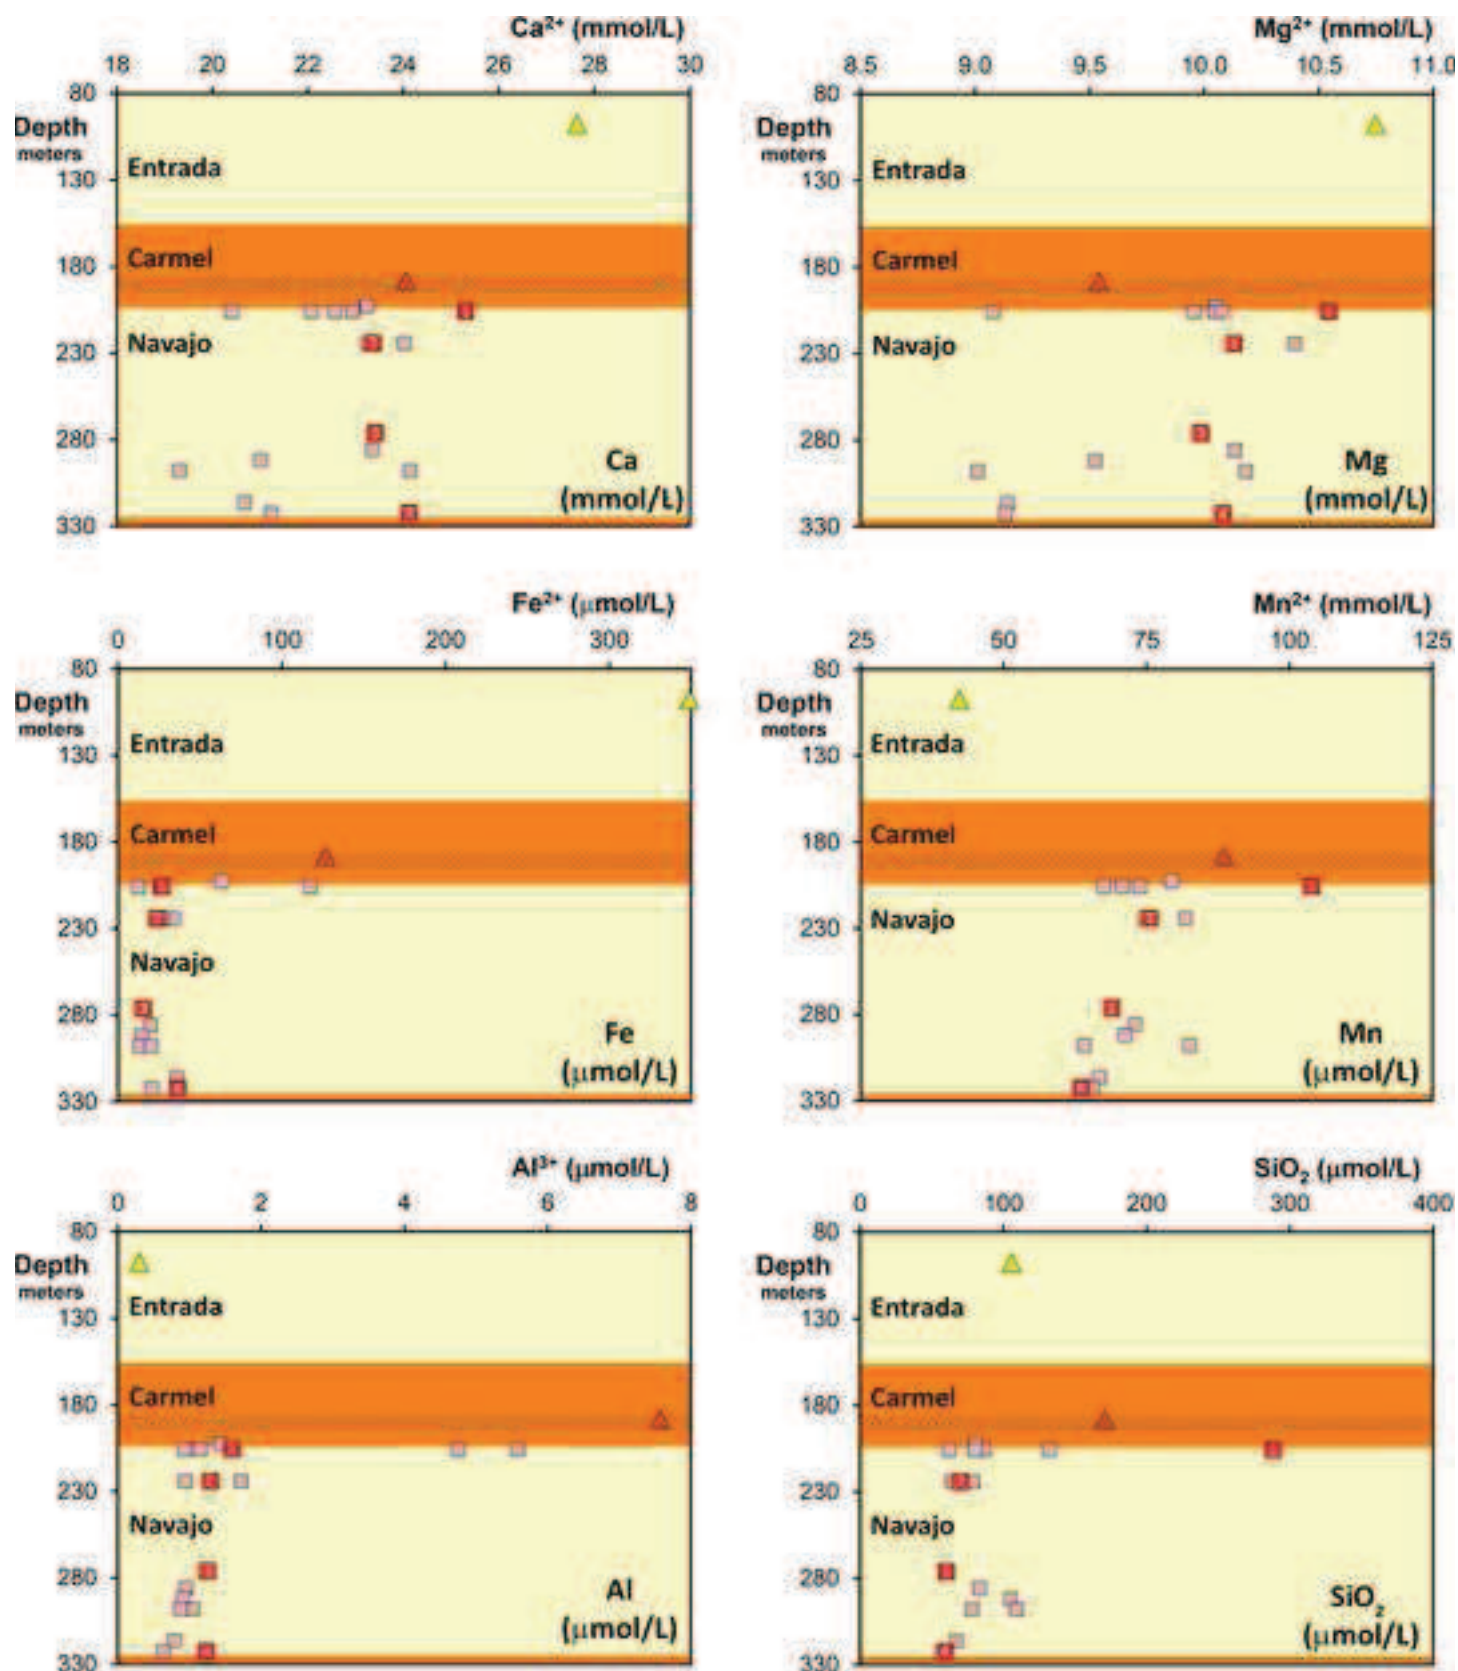 Ca²⁺ (mmol/L)
18 20 22 24 26 28 30
80
Depth
meters
Entrada
130
Carmel
180
Navajo
230
280
Ca
(mmol/L)
330
Mg²⁺ (mmol/L)
8.5 9.0 9.5 10.0 10.5 11.0
80
Depth
meters
Entrada
130
Carmel
180
Navajo
230
280
Mg
(mmol/L)
330
Fe²⁺ (μmol/L)
0 100 200 300
80
Depth
meters
Entrada
130
Carmel
180
230
Navajo
280
Fe
(μmol/L)
330
Mn²⁺ (mmol/L)
25 50 75 100 125
80
Depth
meters
Entrada
130
Carmel
180
Navajo
230
280
Mn
(μmol/L)
330
Al³⁺ (μmol/L)
0 2 4 6 8
80
Depth
meters
Entrada
130
Carmel
180
230
Navajo
280
Al
(μmol/L)
330
SiO₂ (μmol/L)
0 100 200 300 400
80
Depth
meters
Entrada
130
Carmel
180
230
Navajo
280
SiO₂
(μmol/L)
330